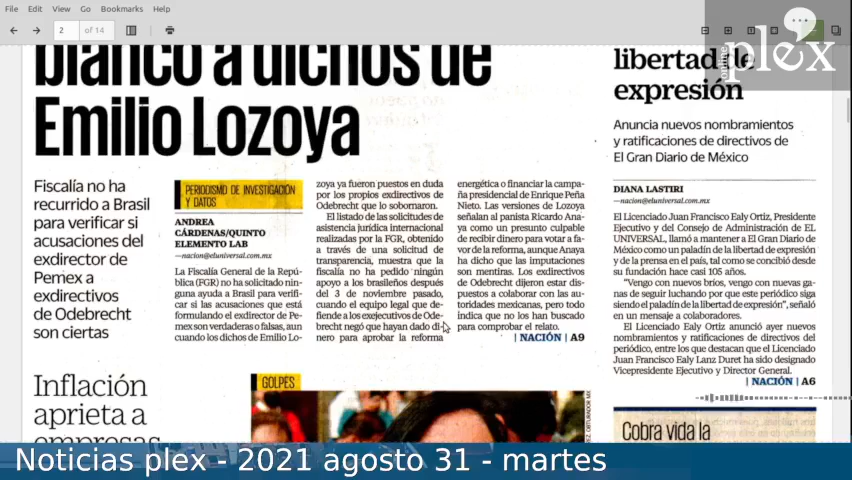 File Edit View Go Bookmarks Help
2 of 14
online
plex
blanco a dichos de
Emilio Lozoya
Fiscalía no ha
recurrido a Brasil
para verificar si
acusaciones del
exdirector de
Pemex a
exdirectivos
de Odebrecht
son ciertas
PERIODISMO DE INVESTIGACIÓN
Y DATOS
ANDREA
CÁRDENAS/QUINTO
ELEMENTO LAB
—nacion@eluniversal.com.mx
La Fiscalía General de la Repú-
blica (FGR) no ha solicitado nin-
guna ayuda a Brasil para verifi-
car si las acusaciones que está
formulando el exdirector de Pe-
mex son verdaderas o falsas, aun
cuando los dichos de Emilio Lo-
zoya ya fueron puestos en duda
por los propios exdirectivos de
Odebrecht que lo sobornaron.
El listado de las solicitudes de
asistencia jurídica internacional
realizadas por la FGR, obtenido
a través de una solicitud de
transparencia, muestra que la
fiscalía no ha pedido ningún
apoyo a los brasileños después
del 3 de noviembre pasado,
cuando el equipo legal que de-
fiende a los exejecutivos de Ode-
brecht negó que hayan dado di-
nero para aprobar la reforma
energética o financiar la campa-
ña presidencial de Enrique Peña
Nieto. Las versiones de Lozoya
señalan al panista Ricardo Ana-
ya como un presunto culpable
de recibir dinero para votar a fa-
vor de la reforma, aunque Anaya
ha dicho que las imputaciones
son mentiras. Los exdirectivos
de Odebrecht dijeron estar dis-
puestos a colaborar con las au-
toridades mexicanas, pero todo
indica que no los han buscado
para comprobar el relato.
| NACIÓN | A9
libertad de
expresión
Anuncia nuevos nombramientos
y ratificaciones de directivos de
El Gran Diario de México
DIANA LASTIRI
—nacion@eluniversal.com.mx
El Licenciado Juan Francisco Ealy Ortiz, Presidente
Ejecutivo y del Consejo de Administración de EL
UNIVERSAL, llamó a mantener a El Gran Diario de
México como un paladín de la libertad de expresión
y de la prensa en el país, tal como se concibió desde
su fundación hace casi 105 años.
“Vengo con nuevos bríos, vengo con nuevas ga-
nas de seguir luchando por que este periódico siga
siendo el paladín de la libertad de expresión”, señaló
en un mensaje a colaboradores.
El Licenciado Ealy Ortiz anunció ayer nuevos
nombramientos y ratificaciones de directivos del
periódico, entre los que destacan que el Licenciado
Juan Francisco Ealy Lanz Duret ha sido designado
Vicepresidente Ejecutivo y Director General.
| NACIÓN | A6
Inflación
aprieta a
empresas
GOLPES
Cobra vida la
Noticias plex - 2021 agosto 31 - martes